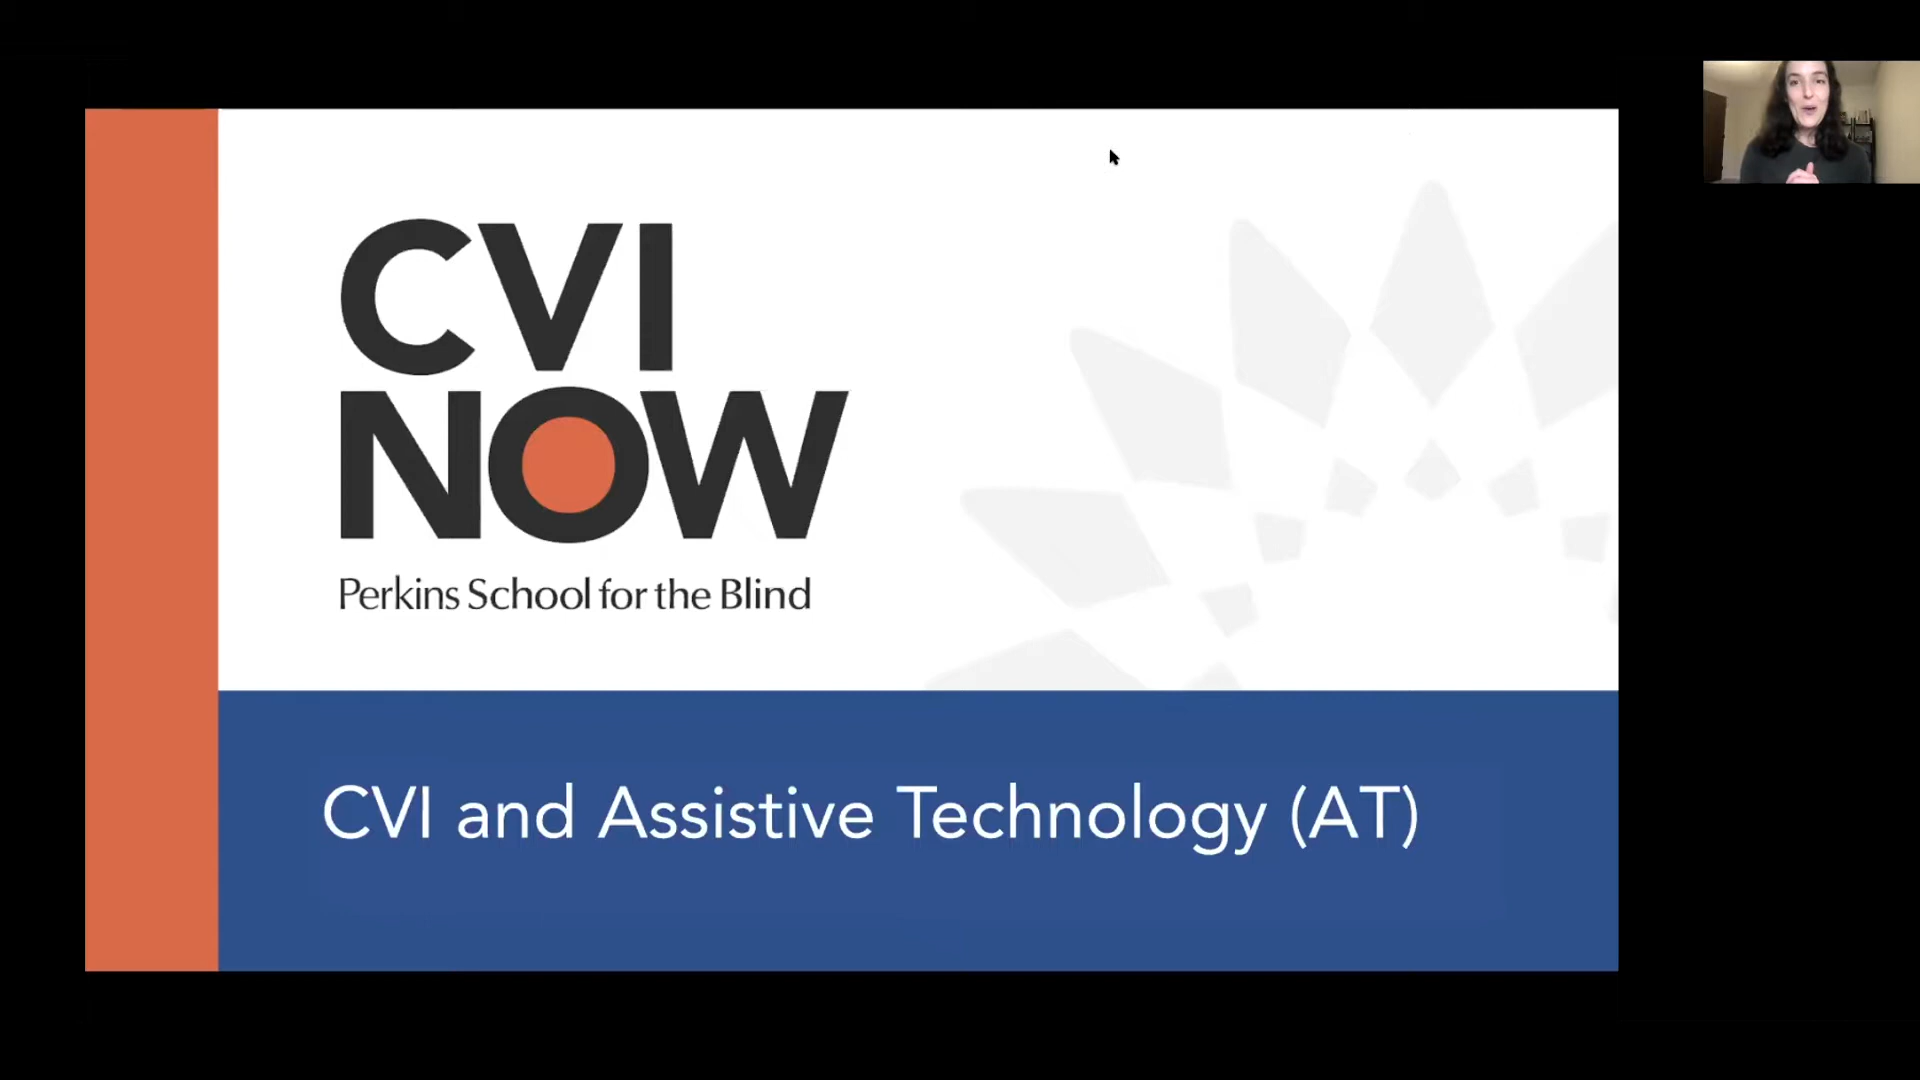 CVI
NOW
Perkins School for the Blind
CVI and Assistive Technology (AT)